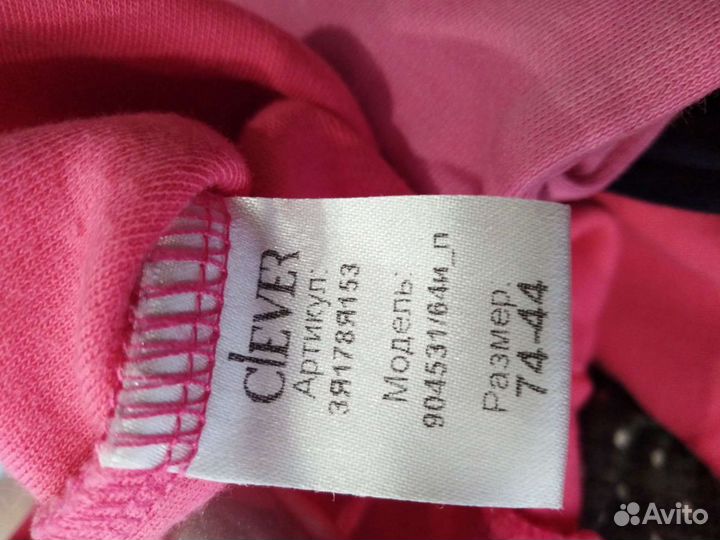 ClEVER
Артикул:
3Я178Я153
Модель:
904531/64и_п
Размер:
74-44
Avito